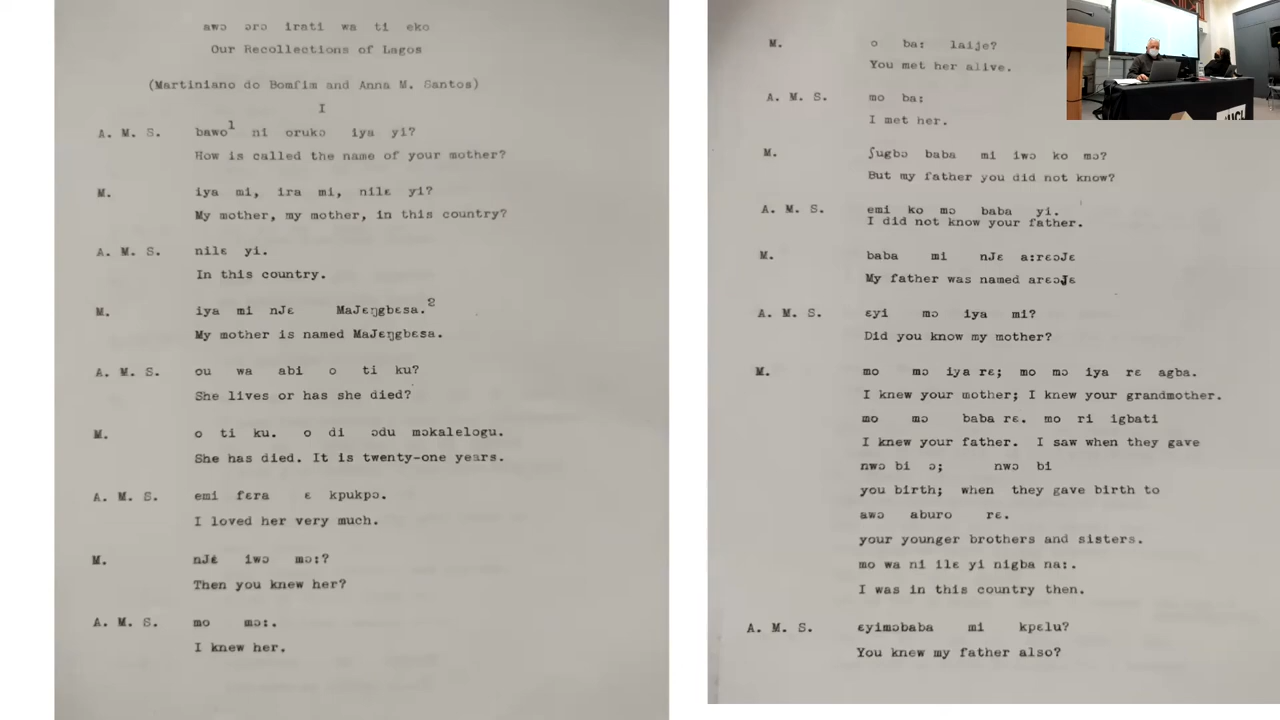 awɔ ɔrɔ irati wa ti eko
Our Recollections of Lagos
(Martiniano do Bomfim and Anna M. Santos)
I
A. M. S. bawo¹ ni orukɔ iya yi?
How is called the name of your mother?
M. iya mi, ira mi, nilɛ yi?
My mother, my mother, in this country?
A. M. S. nilɛ yi.
In this country.
M. iya mi nJɛ MaJɛŋgbɛsa.²
My mother is named MaJɛŋgbɛsa.
A. M. S. ou wa abi o ti ku?
She lives or has she died?
M. o ti ku. o di ɔdu mɔkalelogu.
She has died. It is twenty-one years.
A. M. S. emi fɛra ɛ kpukpɔ.
I loved her very much.
M. nJɛ iwɔ mɔ:?
Then you knew her?
A. M. S. mo mɔ:.
I knew her.
M. o ba: laije?
You met her alive.
A. M. S. mo ba:
I met her.
M. ʃugbɔ baba mi iwɔ ko mɔ?
But my father you did not know?
A. M. S. emi ko mɔ baba yi.
I did not know your father.
M. baba mi nJɛ a:rɛɔJɛ
My father was named arɛɔJɛ
A. M. S. ɛyi mɔ iya mi?
Did you know my mother?
M. mo mɔ iya rɛ; mo mɔ iya rɛ agba.
I knew your mother; I knew your grandmother.
mo mɔ baba rɛ. mo ri igbati
I knew your father. I saw when they gave
nwɔ bi ɔ; nwɔ bi
you birth; when they gave birth to
awɔ aburo rɛ.
your younger brothers and sisters.
mo wa ni ilɛ yi nigba na:.
I was in this country then.
A. M. S. ɛyimɔbaba mi kpɛlu?
You knew my father also?